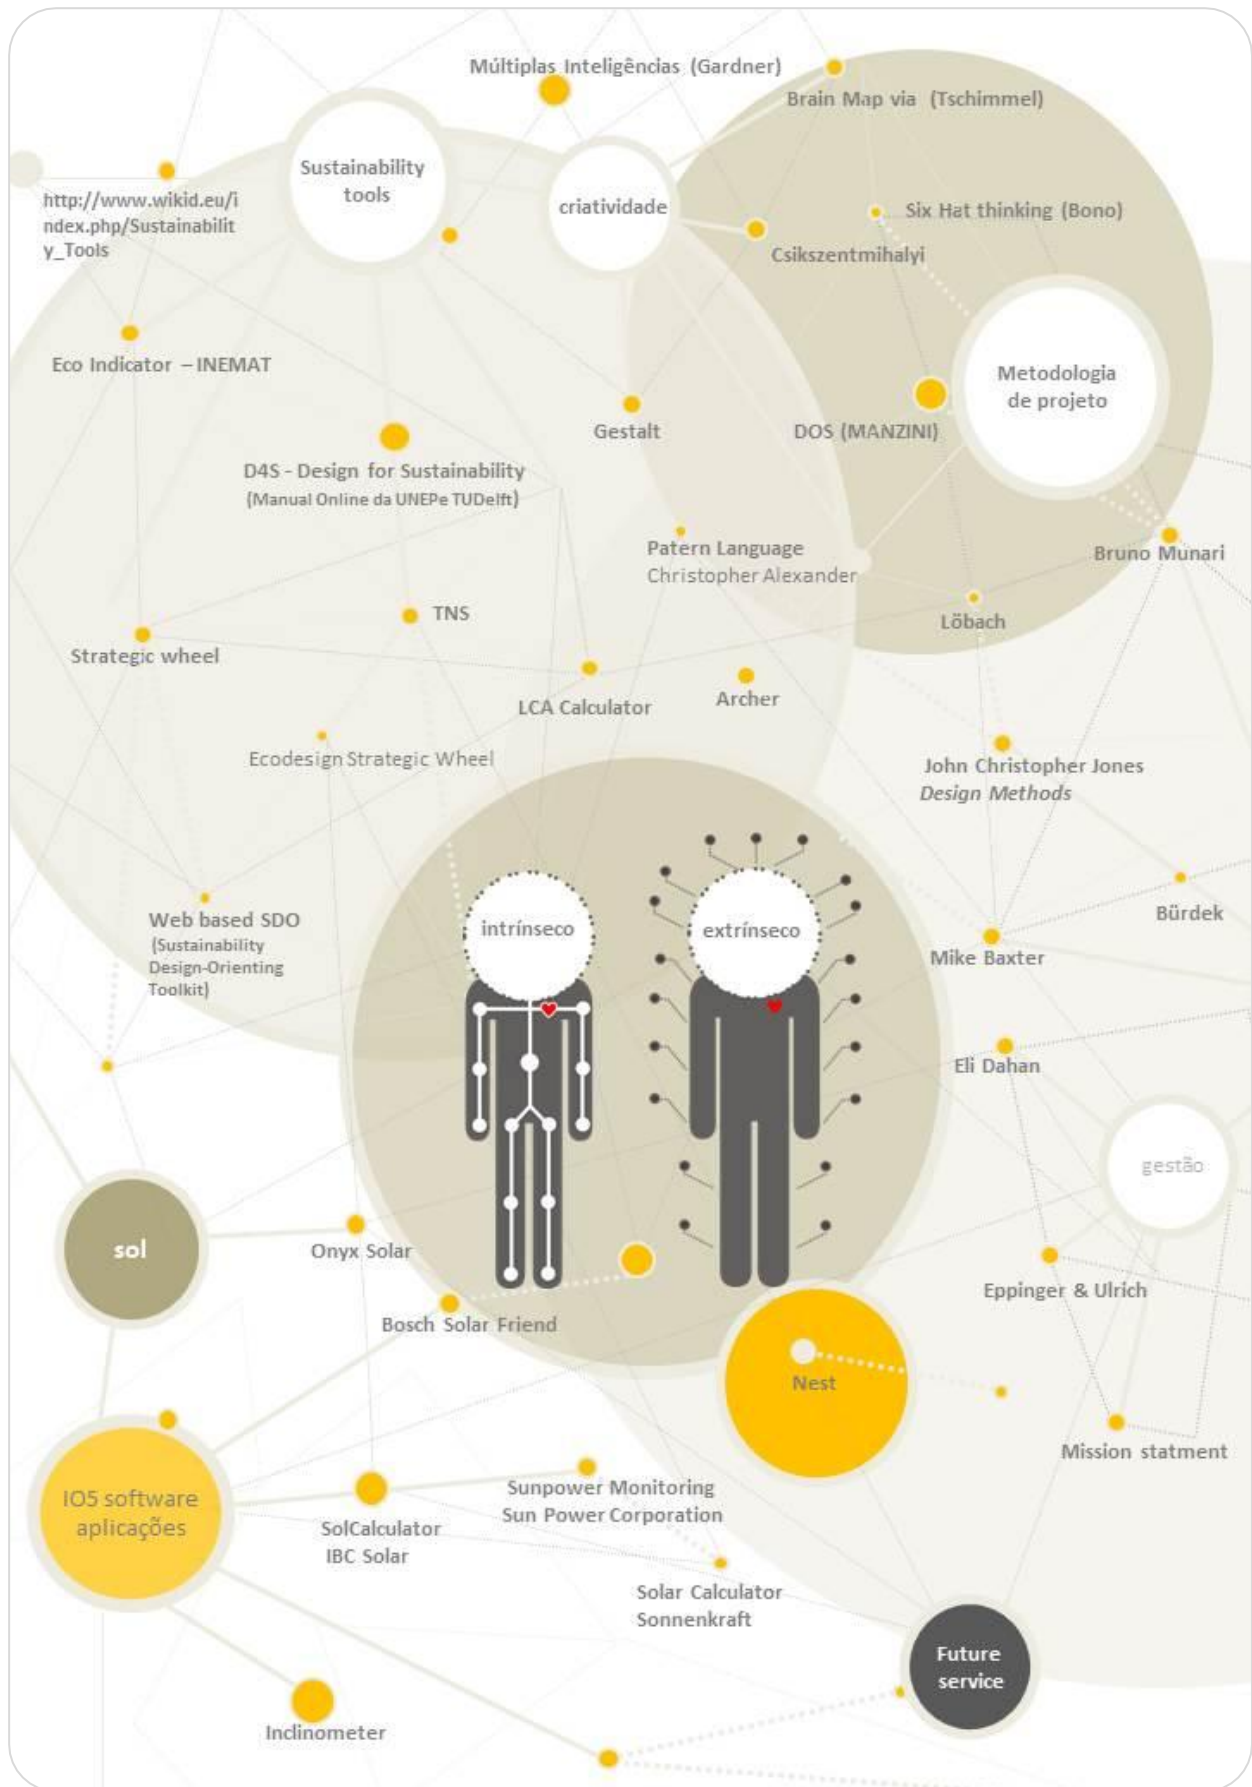 Múltiplas Inteligências (Gardner)
Brain Map via (Tschimmel)
Sustainability
tools
criatividade
http://www.wikid.eu/i
ndex.php/Sustainabilit
y_Tools
Six Hat thinking (Bono)
Csikszentmihalyi
Eco Indicator – INEMAT
Metodologia
de projeto
Gestalt
DOS (MANZINI)
D4S - Design for Sustainability
(Manual Online da UNEPe TUDelft)
Patern Language
Christopher Alexander
Bruno Munari
TNS
Löbach
Strategic wheel
LCA Calculator
Archer
Ecodesign Strategic Wheel
John Christopher Jones
Design Methods
Web based SDO
(Sustainability
Design-Orienting
Toolkit)
intrínseco
extrínseco
Bürdek
Mike Baxter
Eli Dahan
gestão
sol
Onyx Solar
Eppinger & Ulrich
Bosch Solar Friend
Nest
Mission statment
IO5 software
aplicações
Sunpower Monitoring
Sun Power Corporation
SolCalculator
IBC Solar
Solar Calculator
Sonnenkraft
Future
service
Inclinometer